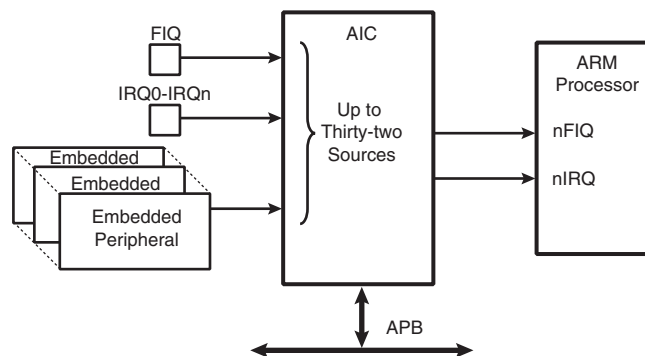 FIQ
IRQ0-IRQn
Embedded
Embedded
Embedded
Peripheral
AIC
Up to
Thirty-two
Sources
ARM
Processor
nFIQ
nIRQ
APB